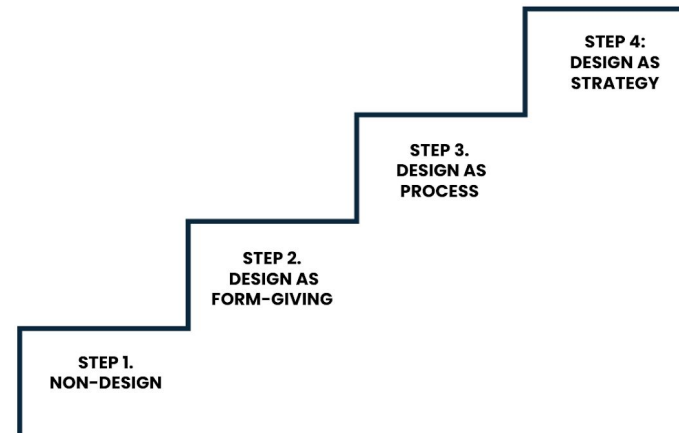 STEP 4:
DESIGN AS
STRATEGY
STEP 3.
DESIGN AS
PROCESS
STEP 2.
DESIGN AS
FORM-GIVING
STEP 1.
NON-DESIGN